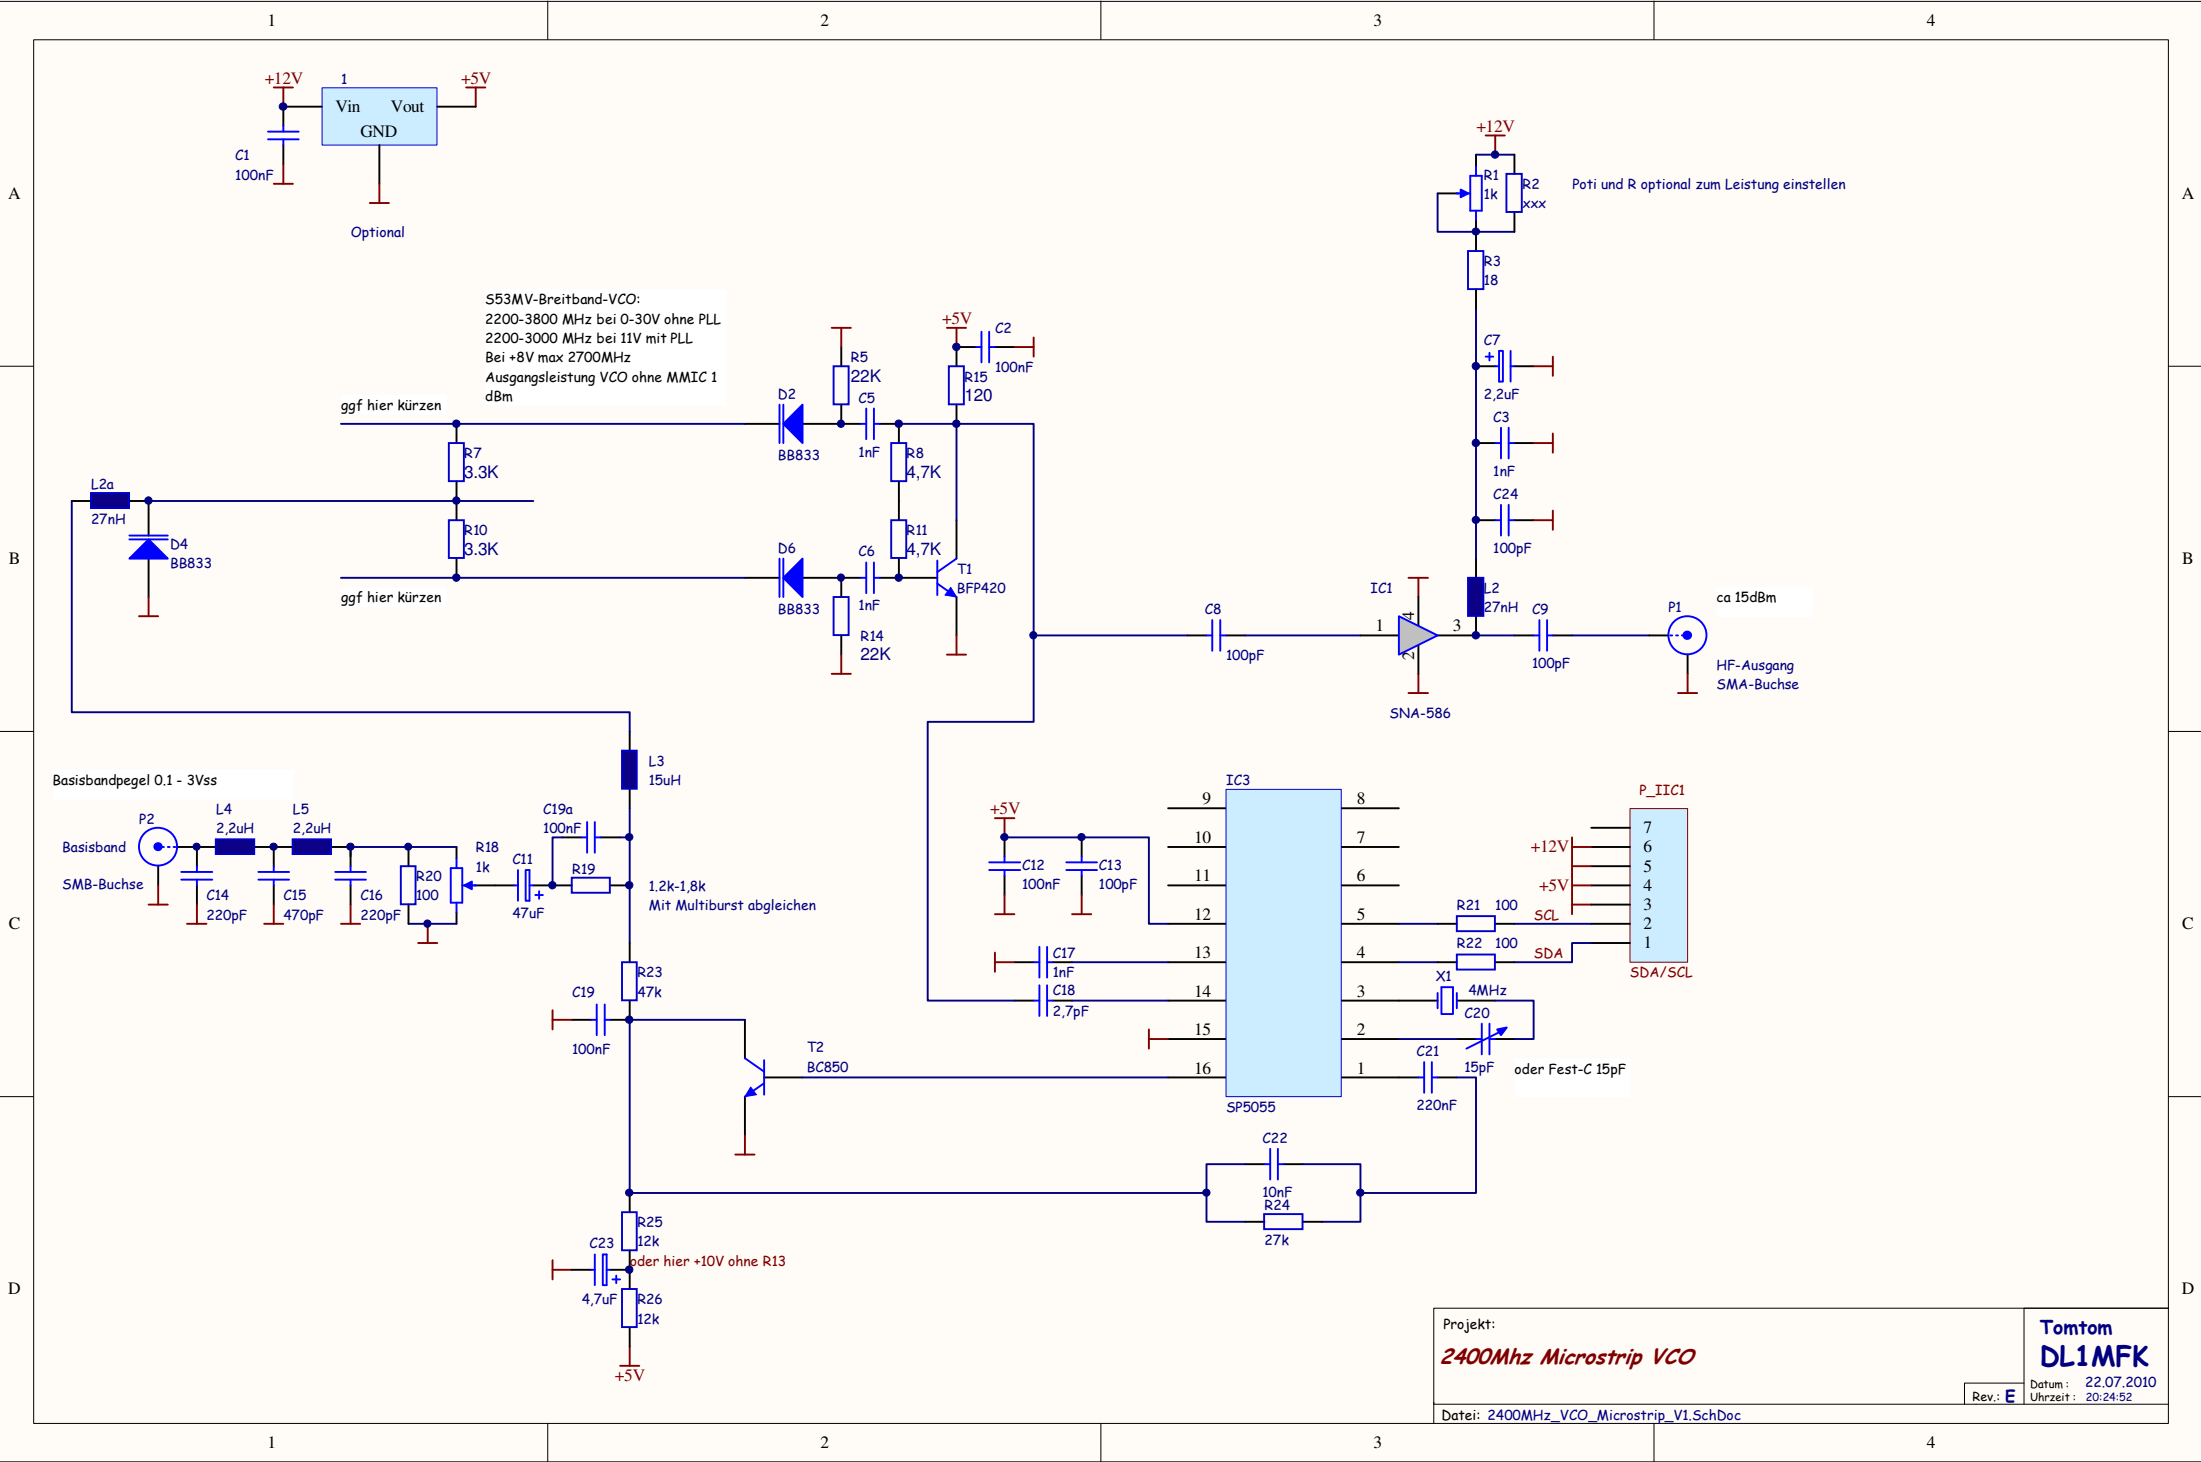 1
2
3
4
A
A
+12V
1
+5V
Vin
Vout
GND
C1
100nF
Optional
+12V
R1
1k
R2
xxx
Poti und R optional zum Leistung einstellen
R3
18
S53MV-Breitband-VCO:
2200-3800 MHz bei 0-30V ohne PLL
2200-3000 MHz bei 11V mit PLL
Bei +8V max 2700MHz
Ausgangsleistung VCO ohne MMIC 1
dBm
+5V
C2
100nF
R5
22K
R15
120
C7
+
2,2uF
ggf hier kürzen
D2
BB833
C5
1nF
R8
4,7K
R7
3.3K
C3
1nF
L2a
27nH
C24
100pF
B
B
D4
BB833
R10
3.3K
D6
BB833
C6
1nF
R11
4,7K
T1
BFP420
ggf hier kürzen
R14
22K
C8
100pF
IC1
1
4
2
3
SNA-586
L2
27nH
C9
100pF
P1
ca 15dBm
HF-Ausgang
SMA-Buchse
L3
15uH
Basisbandpegel 0.1 - 3Vss
P2
Basisband
SMB-Buchse
L4
2,2uH
L5
2,2uH
C14
220pF
C15
470pF
C16
220pF
R20
100
R18
1k
C11
+
47uF
C19a
100nF
R19
1.2k-1,8k
Mit Multiburst abgleichen
+5V
C12
100nF
C13
100pF
IC3
9
10
11
12
13
14
15
16
8
7
6
5
4
3
2
1
SP5055
P_IIC1
7
6
5
4
3
2
1
+12V
+5V
SCL
SDA
SDA/SCL
C
C
R21 100
R22 100
C17
1nF
C18
2,7pF
X1
4MHz
C20
15pF
oder Fest-C 15pF
C21
220nF
R23
47k
C19
100nF
T2
BC850
C22
10nF
R24
27k
R25
12k
C23
+
4,7uF
oder hier +10V ohne R13
R26
12k
+5V
D
D
Projekt:
2400Mhz Microstrip VCO
Rev.: E
Tomtom
DL1MFK
Datum : 22.07.2010
Uhrzeit : 20:24:52
Datei: 2400MHz_VCO_Microstrip_V1.SchDoc
1
2
3
4